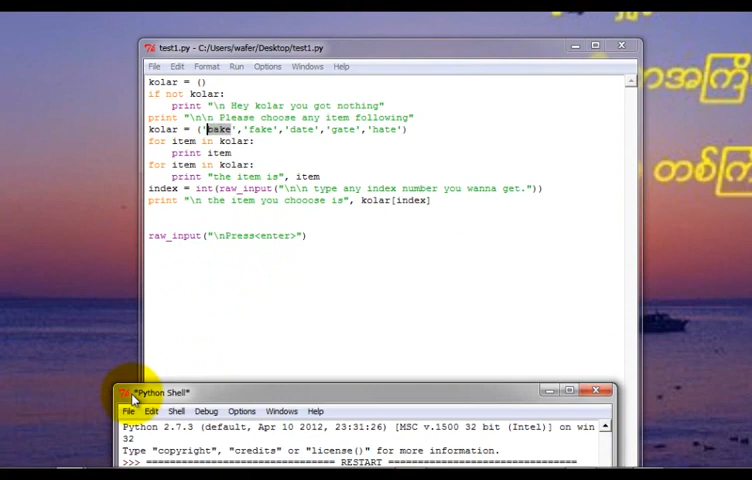 test1.py - C:/Users/wafer/Desktop/test1.py
File Edit Format Run Options Windows Help
kolar = ()
if not kolar:
print "\n Hey kolar you got nothing"
print "\n\n Please choose any item following"
kolar = ('cake','fake','date','gate','hate')
for item in kolar:
print item
for item in kolar:
print "the item is", item
index = int(raw_input("\n\n type any index number you wanna get."))
print "\n the item you chooose is", kolar[index]
raw_input("\nPress<enter>")
*Python Shell*
File Edit Shell Debug Options Windows Help
Python 2.7.3 (default, Apr 10 2012, 23:31:26) [MSC v.1500 32 bit (Intel)] on win
32
Type "copyright", "credits" or "license()" for more information.
>>> ================================ RESTART ================================